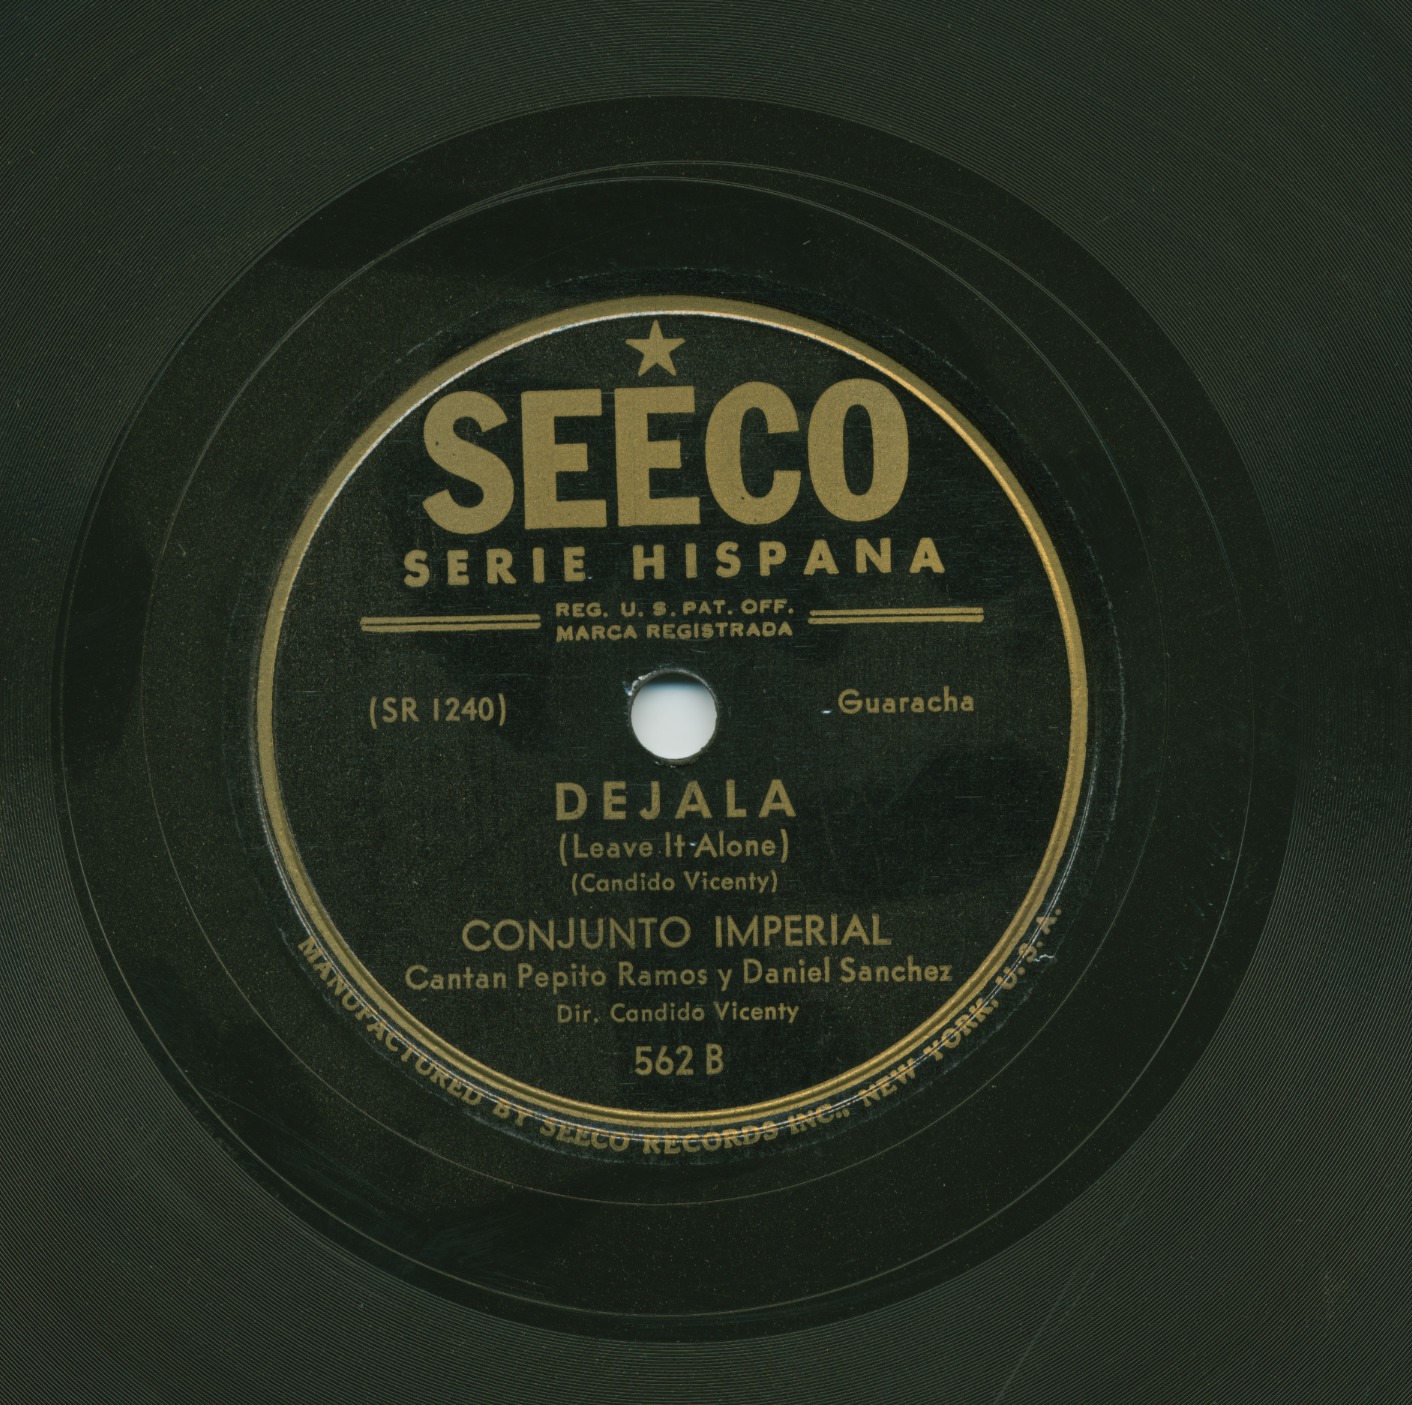 SEECO
SERIE HISPANA
REG. U. S. PAT. OFF.
MARCA REGISTRADA
(SR 1240)
Guaracha
DEJALA
(Leave It Alone)
(Candido Vicenty)
CONJUNTO IMPERIAL
Cantan Pepito Ramos y Daniel Sanchez
Dir. Candido Vicenty
562 B
MANUFACTURED BY SEECO RECORDS INC., NEW YORK, U. S. A.